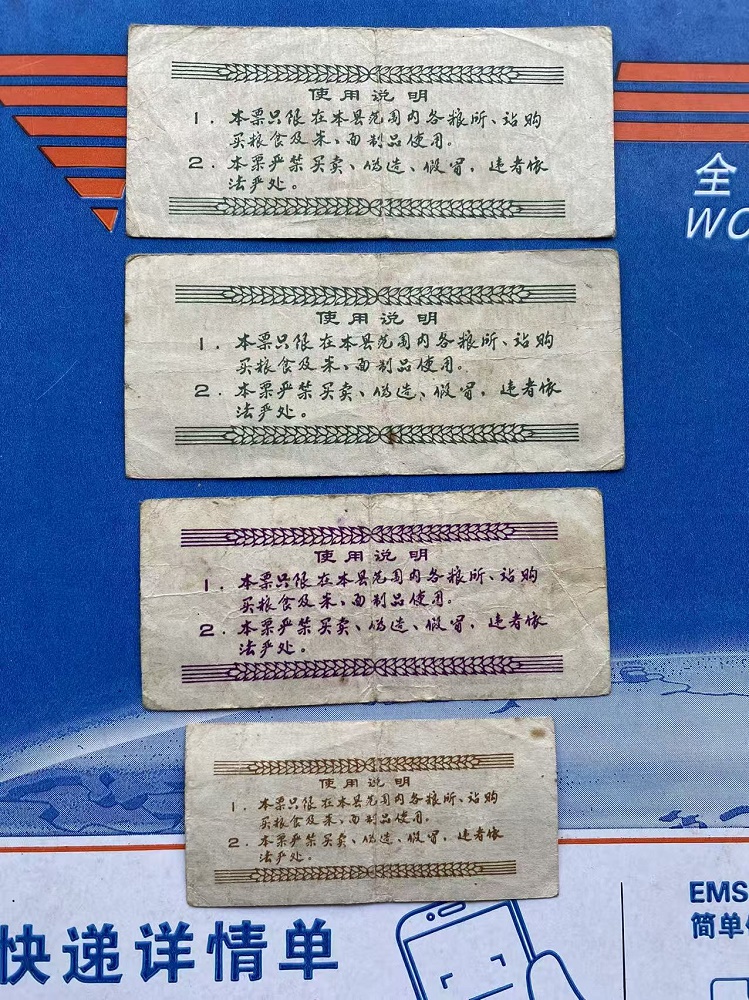 使用说明
1. 本票只限在本县范围内各粮所、站购
买粮食及米、面制品使用。
2. 本票严禁买卖、伪造、假冒，违者依
法严处。
全
WO
使用说明
1. 本票只限在本县范围内各粮所、站购
买粮食及米、面制品使用。
2. 本票严禁买卖、伪造、假冒，违者依
法严处。
使用说明
1. 本票只限在本县范围内各粮所、站购
买粮食及米、面制品使用。
2. 本票严禁买卖、伪造、假冒，违者依
法严处。
使用说明
1. 本票只限在本县范围内各粮所、站购
买粮食及米、面制品使用。
2. 本票严禁买卖、伪造、假冒，违者依
法严处。
快递详情单
EMS
简单